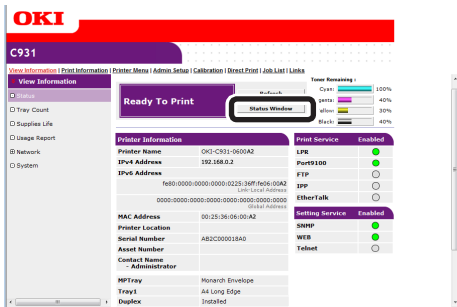 OKI
C931
View Information | Print Information | Printer Menu | Admin Setup | Calibration | Direct Print | Job List | Links
View Information
Status
Tray Count
Supplies Life
Usage Report
Network
System
Ready To Print
Refresh
Status Window
Toner Remaining :
Cyan: 100%
genta: 40%
ellow: 30%
Black: 40%
Printer Information
Printer Name OKI-C931-0600A2
IPv4 Address 192.168.0.2
IPv6 Address
fe80:0000:0000:0000:0225:36ff:fe06:00A2
Link-Local Address
0000:0000:0000:0000:0000:0000:0000:0000
Global Address
MAC Address 00:25:36:06:00:A2
Printer Location
Serial Number AB2C000018A0
Asset Number
Contact Name
- Administrator
MPTray Monarch Envelope
Tray1 A4 Long Edge
Duplex Installed
Print Service Enabled
LPR
Port9100
FTP
IPP
EtherTalk
Setting Service Enabled
SNMP
WEB
Telnet